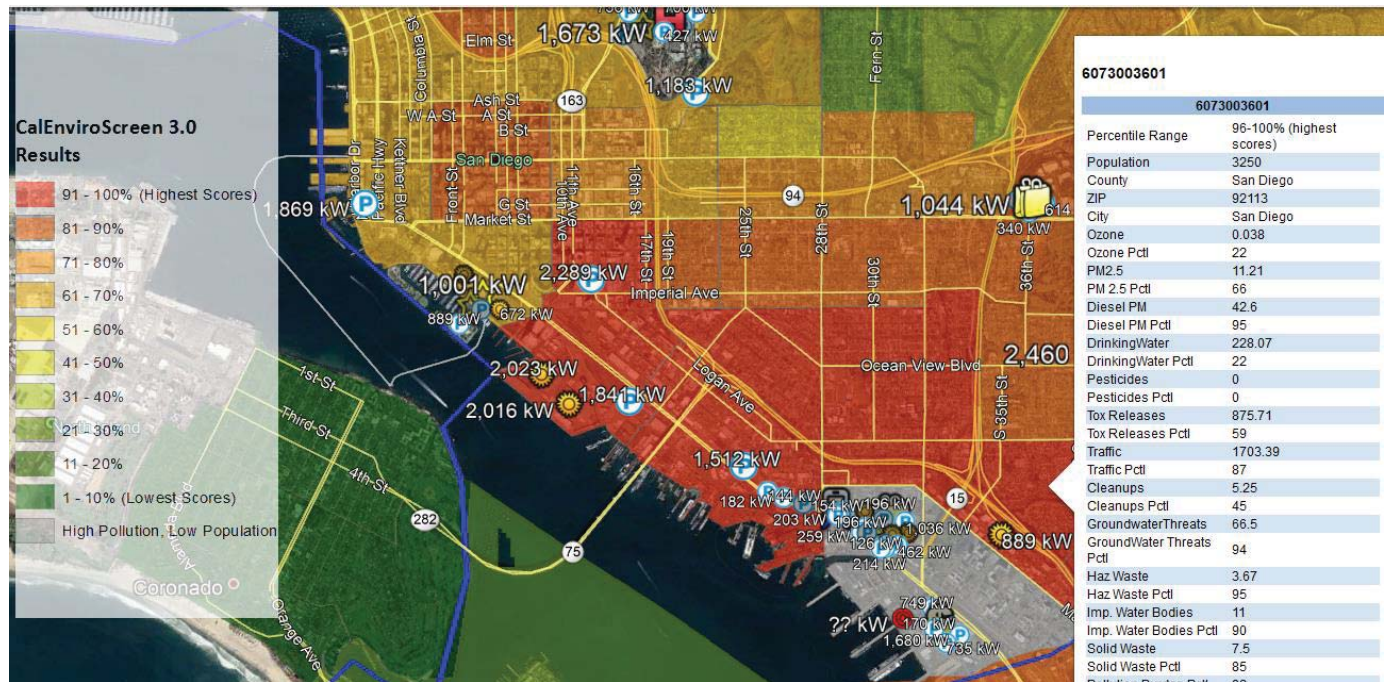 CalEnviroScreen 3.0
Results
91 - 100% (Highest Scores)
81 - 90%
71 - 80%
61 - 70%
51 - 60%
41 - 50%
31 - 40%
21 - 30%
11 - 20%
1 - 10% (Lowest Scores)
High Pollution, Low Population
1,673 kW
427 kW
1,183 kW
Elm St
Columbia St
Fern St
163
Ash St
W A St
A St
B St
San Diego
Pacific Hwy
Kettner Blvd
Front St
11th Ave
10th Ave
16th St
G St
Market St
17th St
19th St
25th St
28th St
94
1,869 kW
1,044 kW
614
340 kW
30th St
36th St
2,289 kW
Imperial Ave
1,001 kW
889 kW
672 kW
2,023 kW
2,016 kW
1,841 kW
Logan Ave
Ocean View Blvd
2,460
S 35th St
1st St
Third St
4th St
282
75
15
1,512 kW
182 kW
144 kW
154 kW
196 kW
203 kW
196 kW
259 kW
126 kW
1,036 kW
462 kW
214 kW
889 kW
749 kW
?? kW
170 kW
1,680 kW
735 kW
Coronado
Orange Ave
6073003601
6073003601
Percentile Range 96-100% (highest
scores)
Population 3250
County San Diego
ZIP 92113
City San Diego
Ozone 0.038
Ozone Pctl 22
PM2.5 11.21
PM 2.5 Pctl 66
Diesel PM 42.6
Diesel PM Pctl 95
DrinkingWater 228.07
DrinkingWater Pctl 22
Pesticides 0
Pesticides Pctl 0
Tox Releases 875.71
Tox Releases Pctl 59
Traffic 1703.39
Traffic Pctl 87
Cleanups 5.25
Cleanups Pctl 45
GroundwaterThreats 66.5
GroundWater Threats
Pctl 94
Haz Waste 3.67
Haz Waste Pctl 95
Imp. Water Bodies 11
Imp. Water Bodies Pctl 90
Solid Waste 7.5
Solid Waste Pctl 85